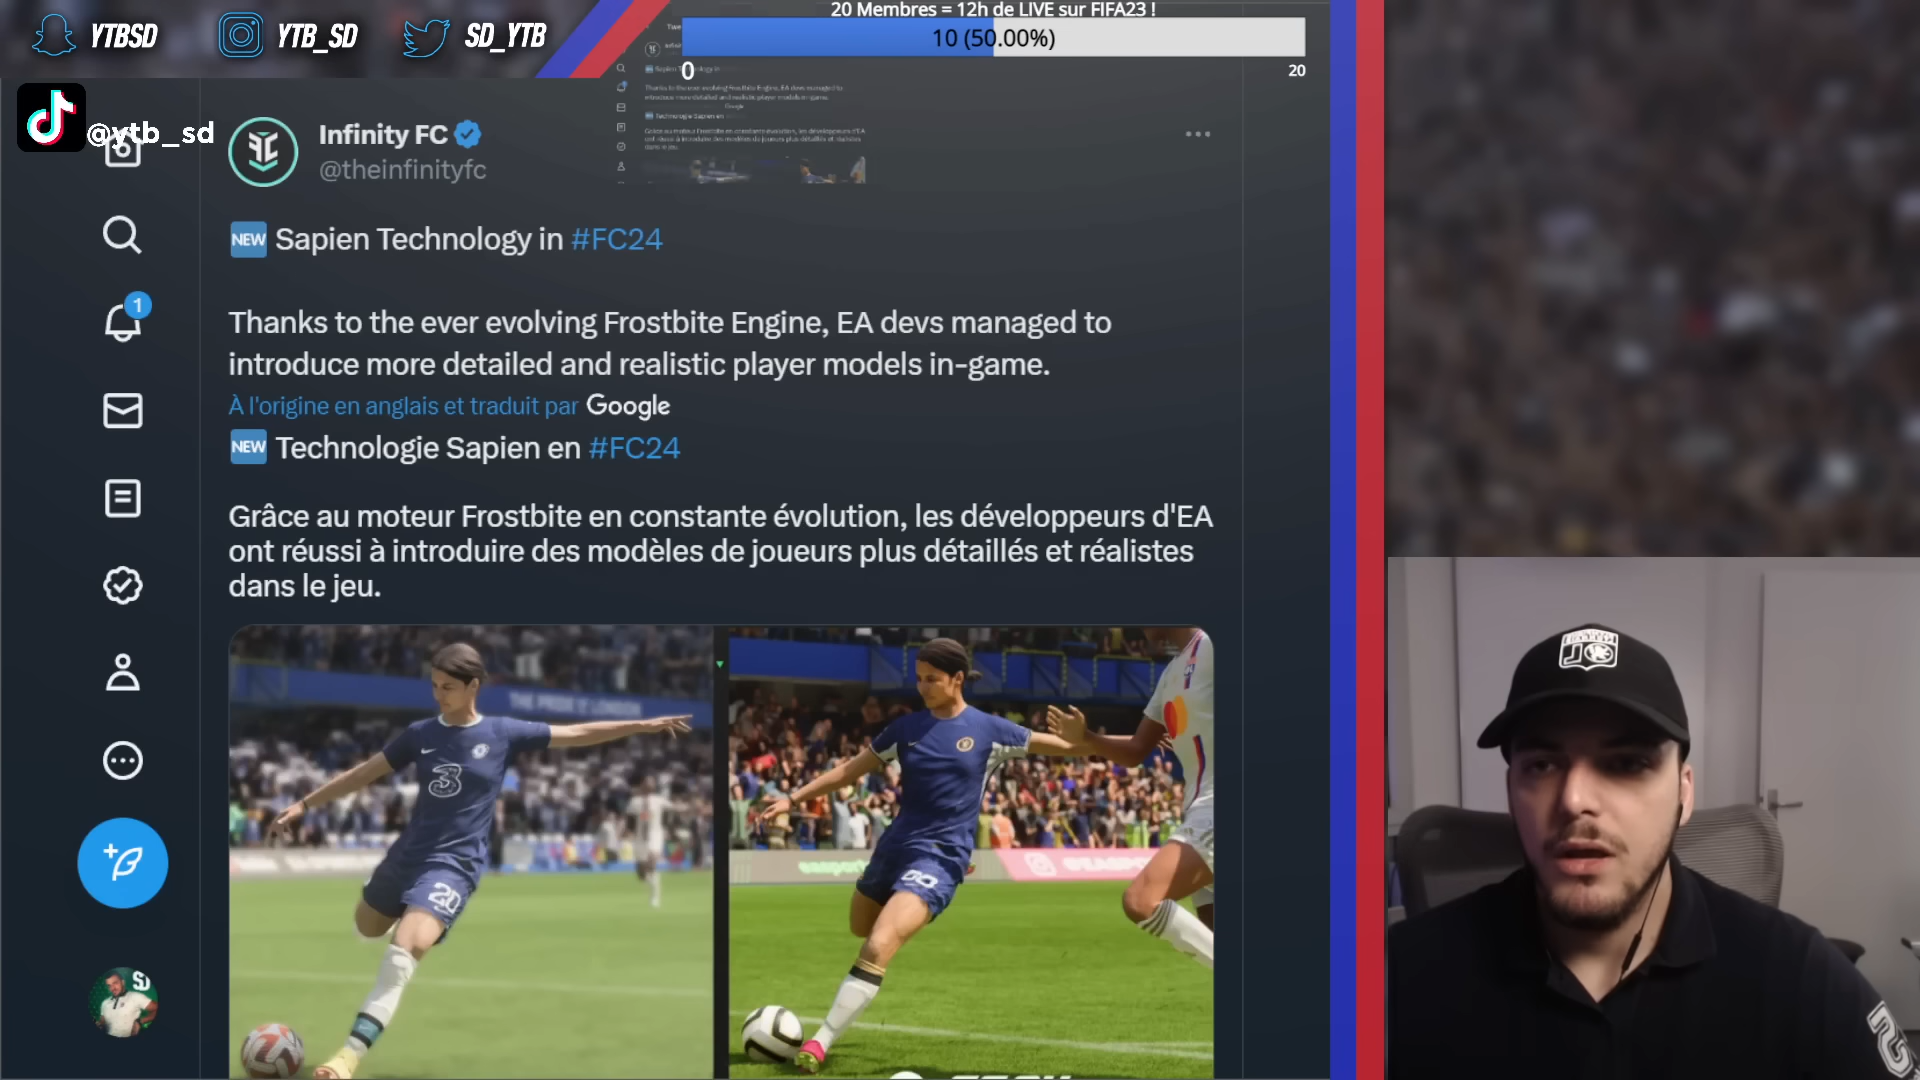 YTBSD
YTB_SD
SD_YTB
20 Membres = 12h de LIVE sur FIFA23 !
10 (50.00%)
0
20
@ytb_sd
Infinity FC
@theinfinityfc
NEW Sapien Technology in #FC24
Thanks to the ever evolving Frostbite Engine, EA devs managed to
introduce more detailed and realistic player models in-game.
À l'origine en anglais et traduit par Google
NEW Technologie Sapien en #FC24
Grâce au moteur Frostbite en constante évolution, les développeurs d'EA
ont réussi à introduire des modèles de joueurs plus détaillés et réalistes
dans le jeu.
1
3
20
SD